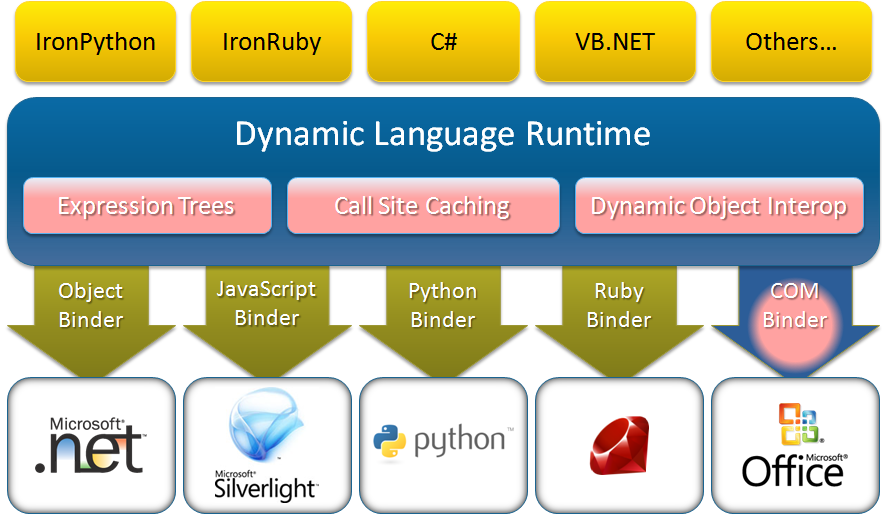 IronPython
IronRuby
C#
VB.NET
Others...
Dynamic Language Runtime
Expression Trees
Call Site Caching
Dynamic Object Interop
Object
Binder
JavaScript
Binder
Python
Binder
Ruby
Binder
COM
Binder
Microsoft®
.net™
Microsoft®
Silverlight™
python™
Microsoft®
Office